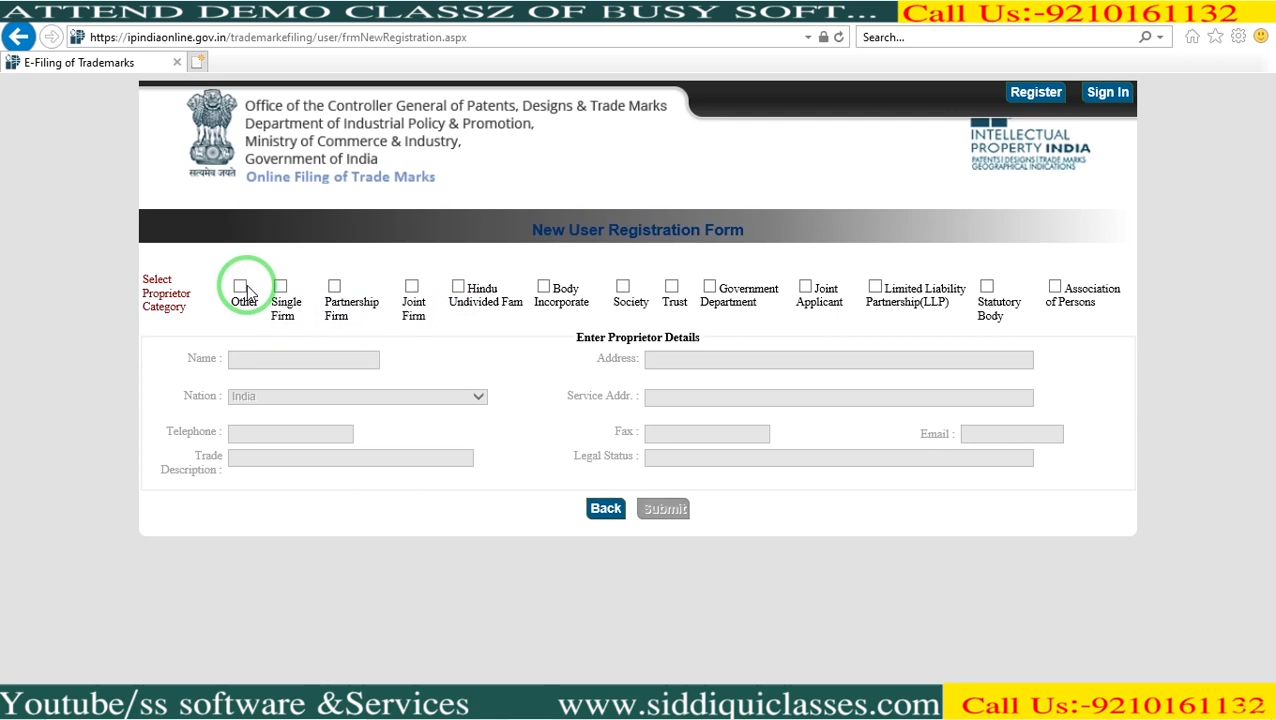 ATTEND DEMO CLASSZ OF BUSY SOFT... Call Us:-9210161132
https://ipindiaonline.gov.in/trademarkefiling/user/frmNewRegistration.aspx
Search...
E-Filing of Trademarks
Register Sign In
Office of the Controller General of Patents, Designs & Trade Marks
Department of Industrial Policy & Promotion,
Ministry of Commerce & Industry,
Government of India
सत्यमेव जयते
Online Filing of Trade Marks
INTELLECTUAL
PROPERTY INDIA
PATENTS | DESIGNS | TRADE MARKS
GEOGRAPHICAL INDICATIONS
New User Registration Form
Select
Proprietor
Category
Other
Single
Firm
Partnership
Firm
Joint
Firm
Hindu
Undivided Fam
Body
Incorporate
Society
Trust
Government
Department
Joint
Applicant
Limited Liability
Partnership(LLP)
Statutory
Body
Association
of Persons
Enter Proprietor Details
Name :
Address:
Nation : India
Service Addr. :
Telephone :
Fax :
Email :
Trade
Description :
Legal Status :
Back Submit
Youtube/ss software &Services www.siddiquiclasses.com Call Us:-9210161132